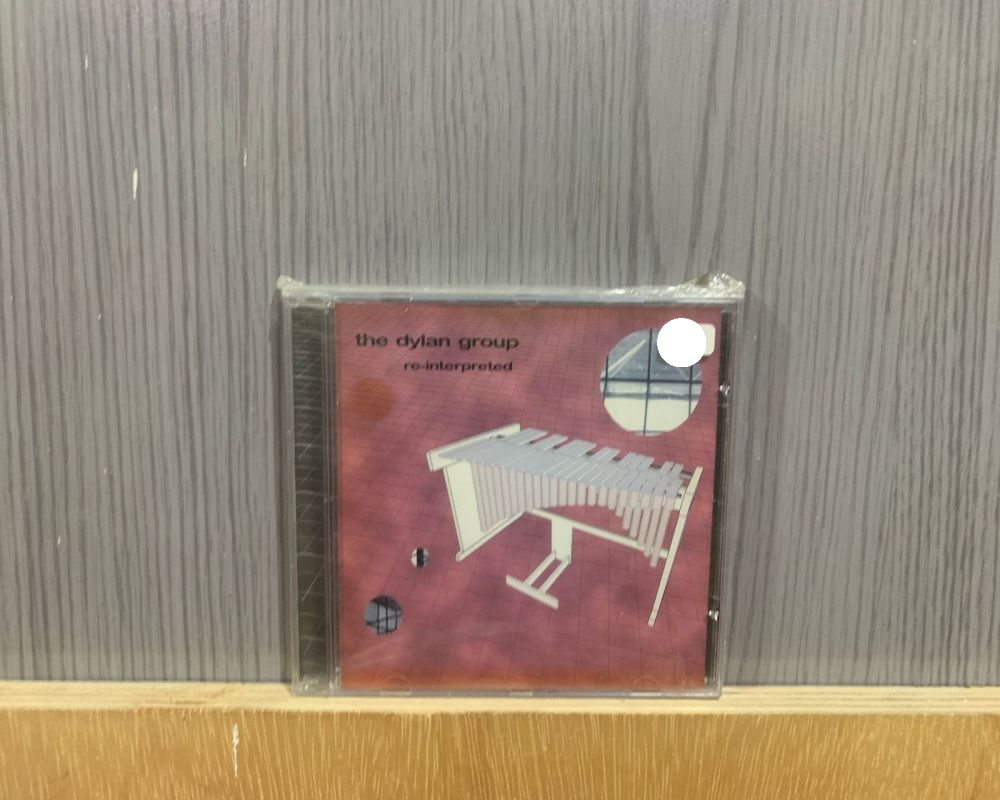 the dylan group
re-interpreted